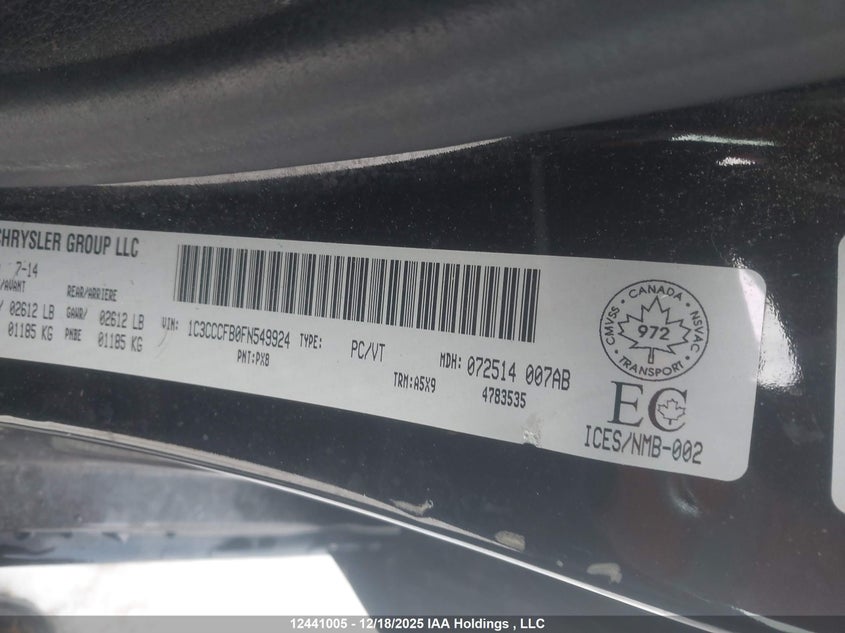 CHRYSLER GROUP LLC
7-14
/AVANT
REAR/ARRIERE
02612 LB
GAWR/ 02612 LB
01185 KG
PNBE 01185 KG
VIN: 1C3CCCFB0FN549924
TYPE: PC/VT
PNT:PXB
MDH: 072514 007AB
TRM:A5X9
4783535
CANADA
CMVSS
972
NSVAC
TRANSPORT
EC
ICES/NMB-002
12441005 - 12/18/2025 IAA Holdings , LLC